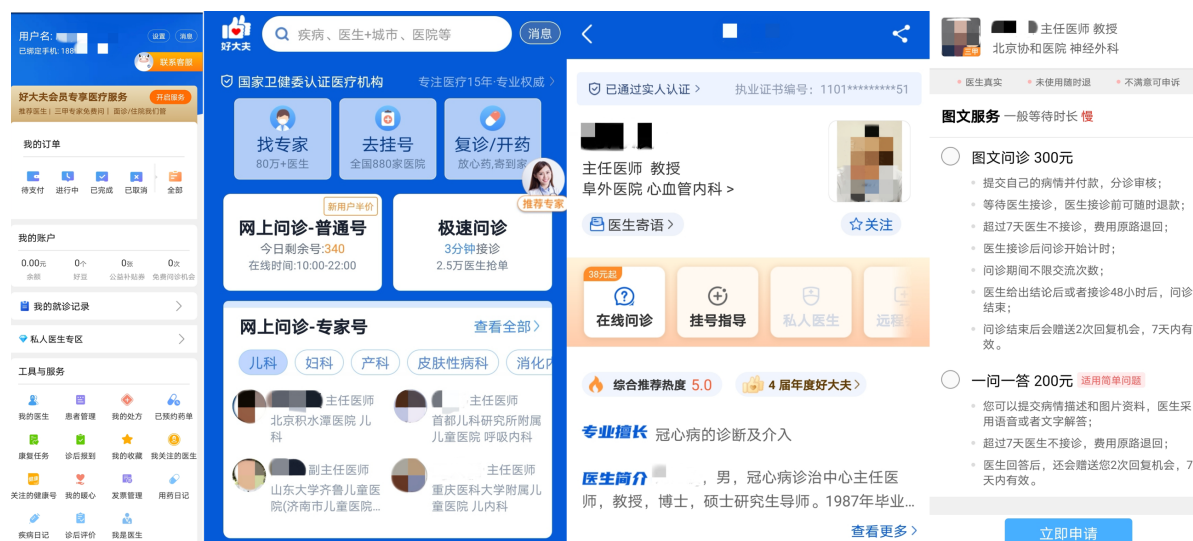 用户名:
已绑定手机: 188
设置
消息
联系客服
好大夫会员专享医疗服务
开启服务
推荐医生 | 三甲专家免费问 | 面诊/住院我们管
我的订单
待支付
进行中
已完成
已取消
全部
我的账户
0.00元
0个
0张
0次
余额
好豆
公益补贴券
免费问诊机会
我的就诊记录
私人医生专区
工具与服务
我的医生
患者管理
我的处方
已预约药单
康复任务
诊后报到
我的收藏
我关注的医生
关注的健康号
我的暖心
发票管理
用药日记
疾病日记
诊后评价
我是医生
好大夫
疾病、医生+城市、医院等
消息
国家卫健委认证医疗机构
专注医疗15年·专业权威
找专家
80万+医生
去挂号
全国880家医院
复诊/开药
放心药,寄到家
推荐专家
新用户半价
网上问诊-普通号
今日剩余号:340
在线时间:10:00-22:00
极速问诊
3分钟接诊
2.5万医生抢单
网上问诊-专家号
查看全部
儿科
妇科
产科
皮肤性病科
消化
主任医师
北京积水潭医院 儿
科
主任医师
首都儿科研究所附属
儿童医院 呼吸内科
副主任医师
山东大学齐鲁儿童医
院(济南市儿童医院...
主任医师
重庆医科大学附属儿
童医院 儿内科
已通过实人认证
执业证书编号：1101*********51
主任医师 教授
阜外医院 心血管内科 >
医生寄语
关注
38元起
在线问诊
挂号指导
私人医生
远程
综合推荐热度 5.0
4 届年度好大夫
专业擅长 冠心病的诊断及介入
医生简介
，男，冠心病诊治中心主任医
师，教授，博士，硕士研究生导师。1987年毕业...
查看更多
主任医师 教授
北京协和医院 神经外科
三甲
医生真实
未使用随时退
不满意可申诉
图文服务 一般等待时长 慢
图文问诊 300元
提交自己的病情并付款，分诊审核；
等待医生接诊，医生接诊前可随时退款；
超过7天医生不接诊，费用原路退回；
医生接诊后问诊开始计时；
问诊期间不限交流次数；
医生给出结论后或者接诊48小时后，问诊
结束；
问诊结束后会赠送2次回复机会，7天内有
效。
一问一答 200元 适用简单问题
您可以提交病情描述和图片资料，医生采
用语音或者文字解答；
超过7天医生不接诊，费用原路退回；
医生回答后，还会赠送您2次回复机会，7
天内有效。
立即申请